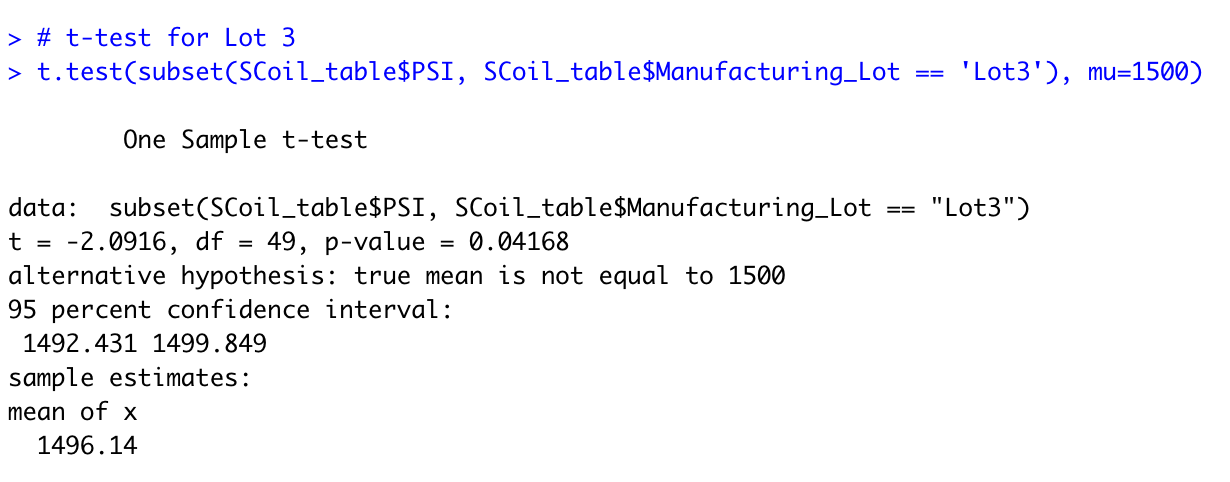 > # t-test for Lot 3
> t.test(subset(SCoil_table$PSI, SCoil_table$Manufacturing_Lot == 'Lot3'), mu=1500)
One Sample t-test
data:  subset(SCoil_table$PSI, SCoil_table$Manufacturing_Lot == "Lot3")
t = -2.0916, df = 49, p-value = 0.04168
alternative hypothesis: true mean is not equal to 1500
95 percent confidence interval:
1492.431 1499.849
sample estimates:
mean of x
1496.14